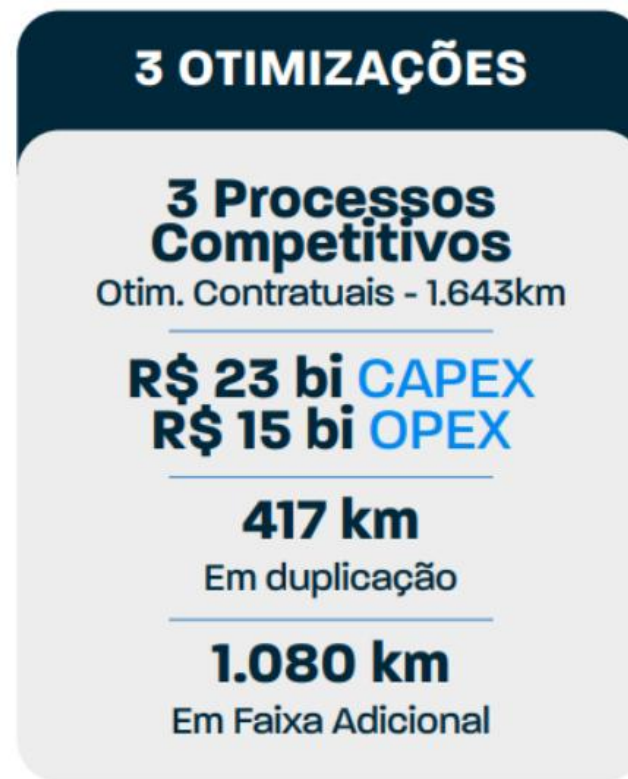 3 OTIMIZAÇÕES
3 Processos
Competitivos
Otim. Contratuais - 1.643km
R$ 23 bi CAPEX
R$ 15 bi OPEX
417 km
Em duplicação
1.080 km
Em Faixa Adicional